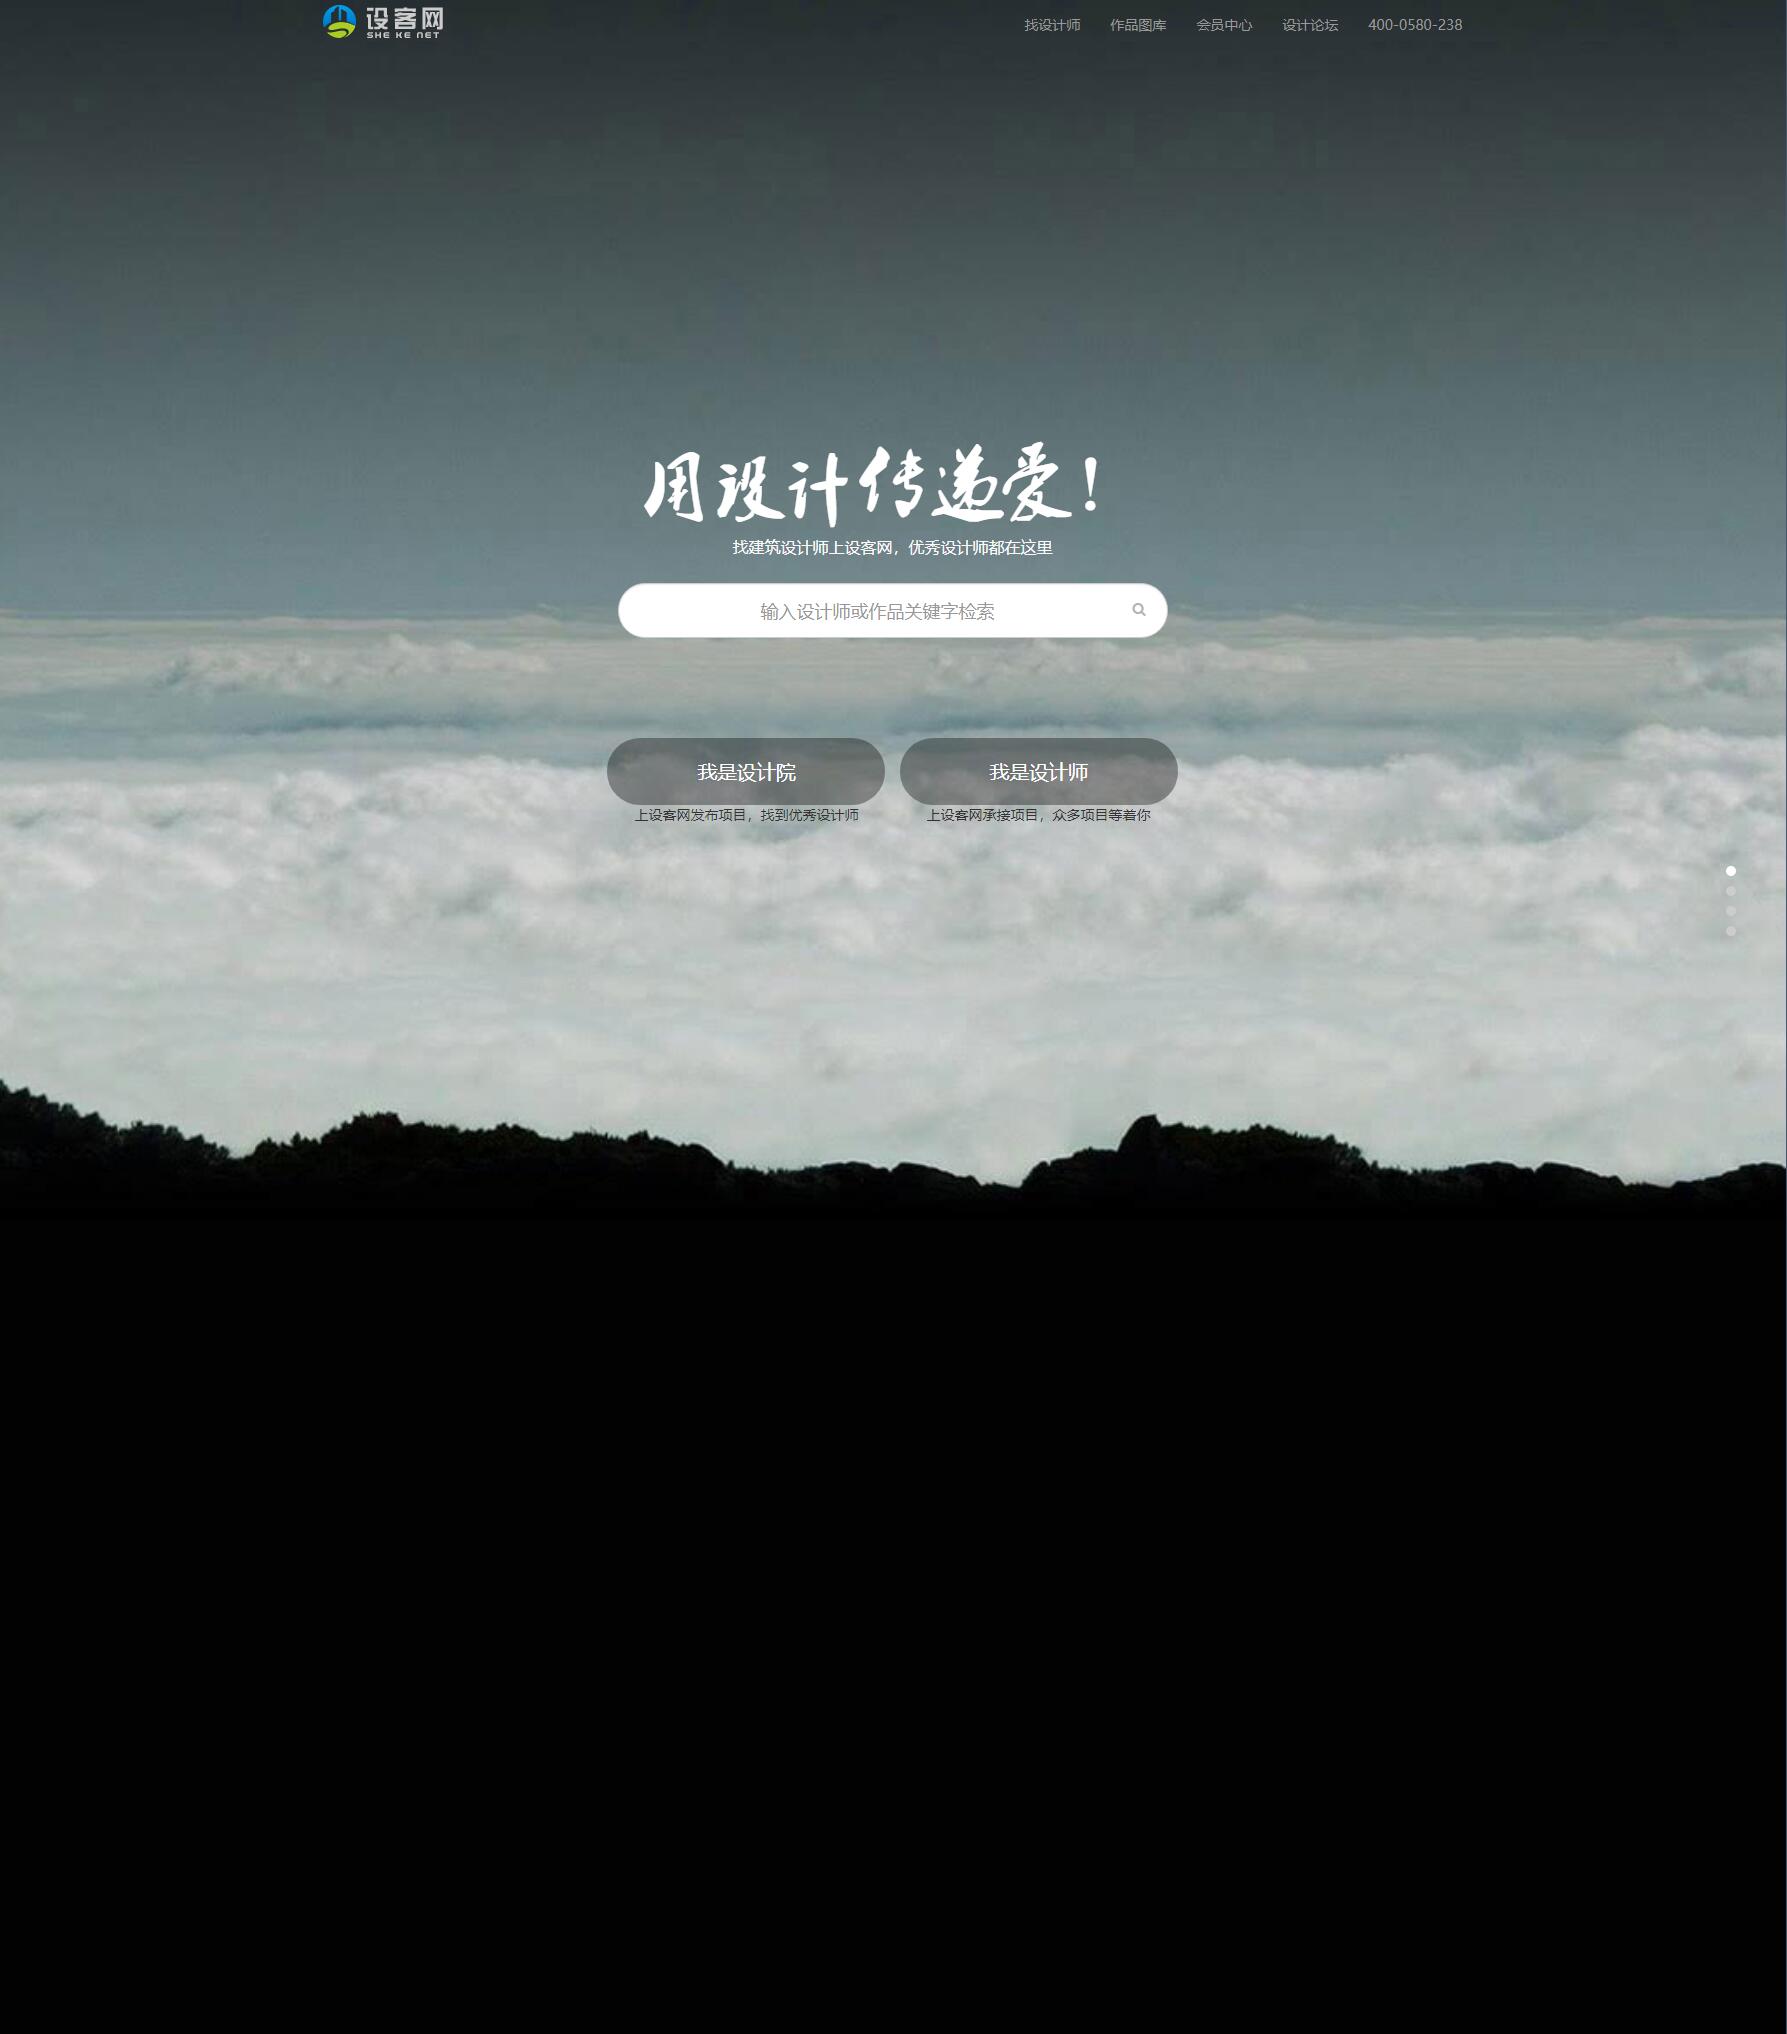 设客网
SHE KE NET
找设计师 作品图库 会员中心 设计论坛 400-0580-238
用设计传递爱！
找建筑设计师上设客网，优秀设计师都在这里
输入设计师或作品关键字检索
我是设计院 我是设计师
上设客网发布项目，找到优秀设计师 上设客网承接项目，众多项目等着你